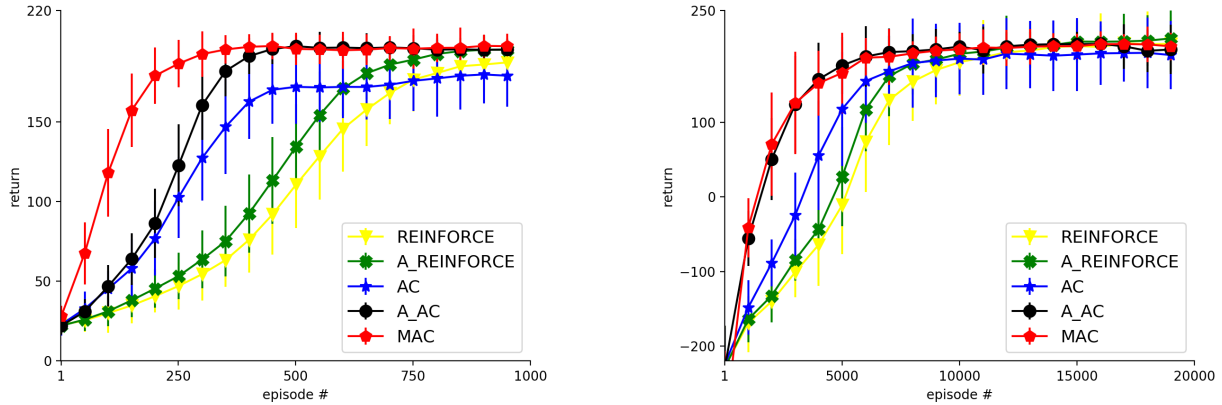 220
150
100
50
0
return
1
250
500
750
1000
episode #
REINFORCE
A_REINFORCE
AC
A_AC
MAC
250
100
50
0
−100
−200
return
1
5000
10000
15000
20000
episode #
REINFORCE
A_REINFORCE
AC
A_AC
MAC